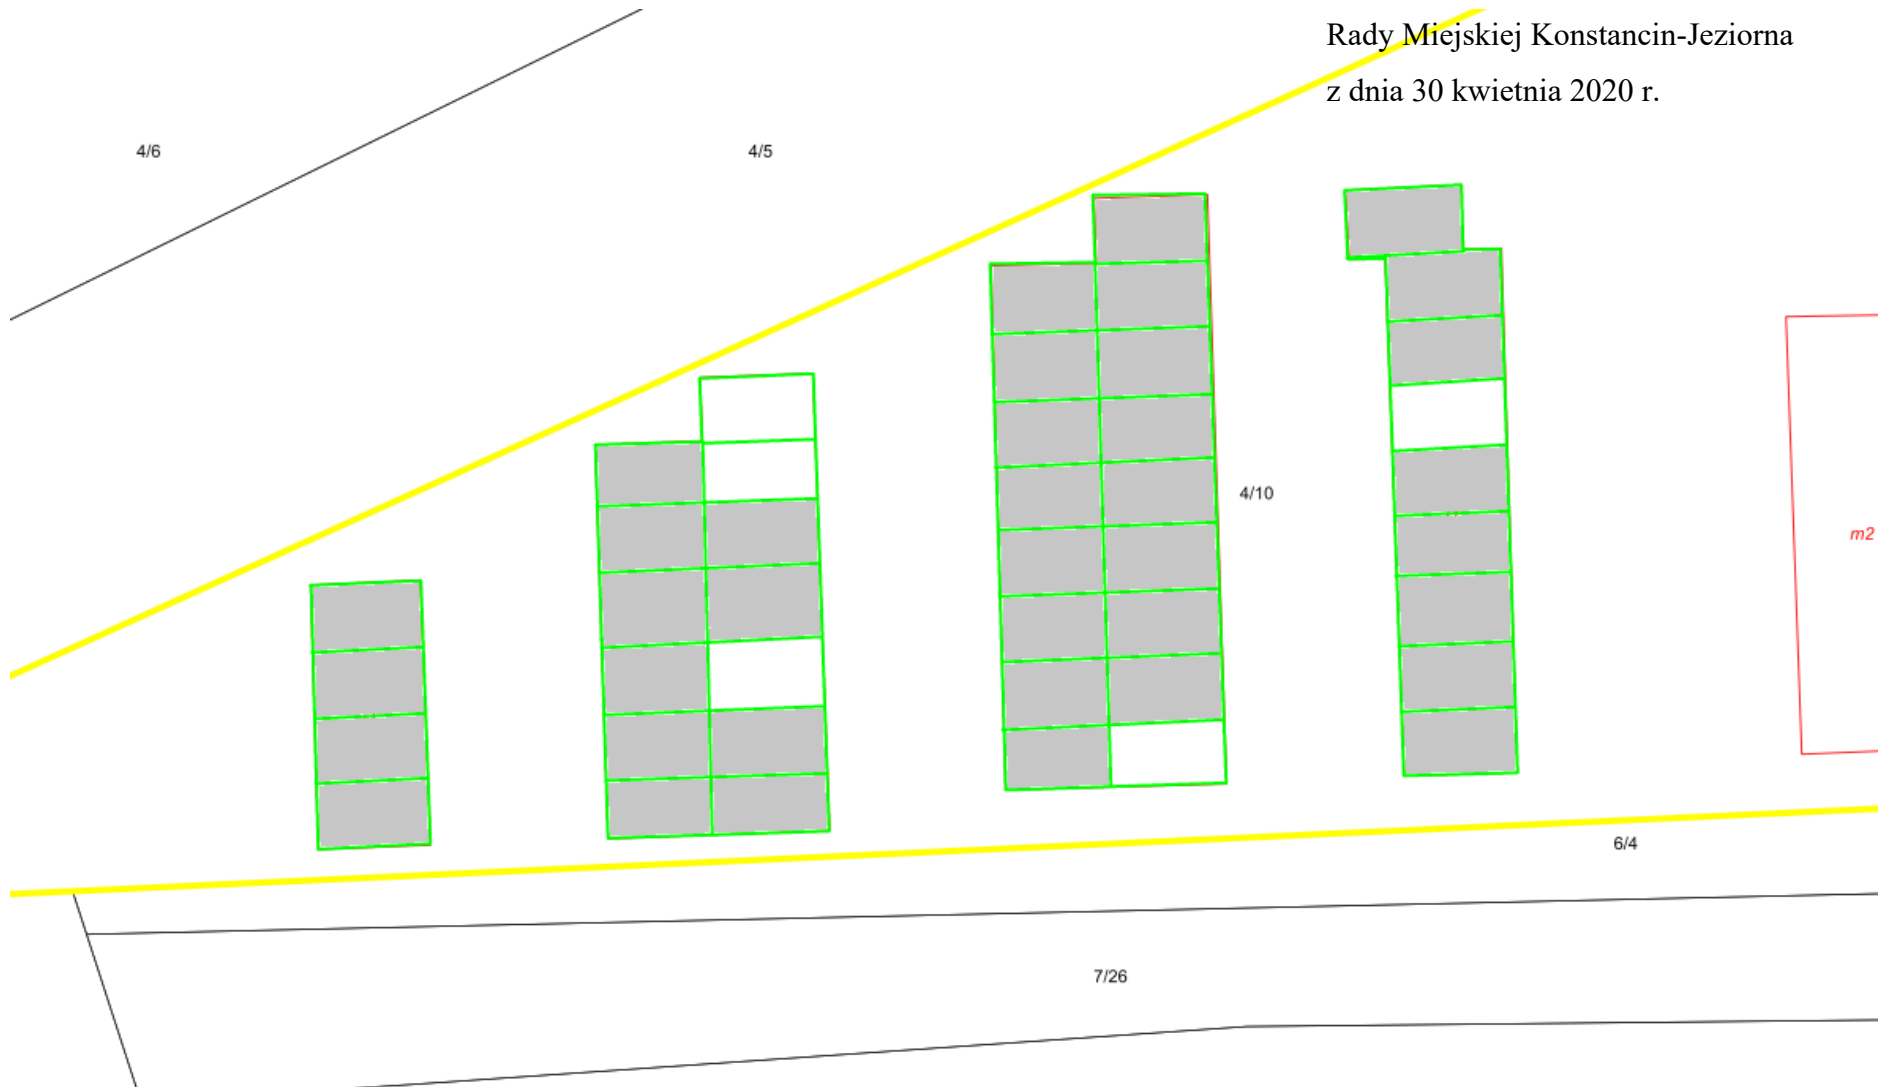 Rady Miejskiej Konstancin-Jeziorna
z dnia 30 kwietnia 2020 r.
4/6
4/5
4/10
m2
6/4
7/26